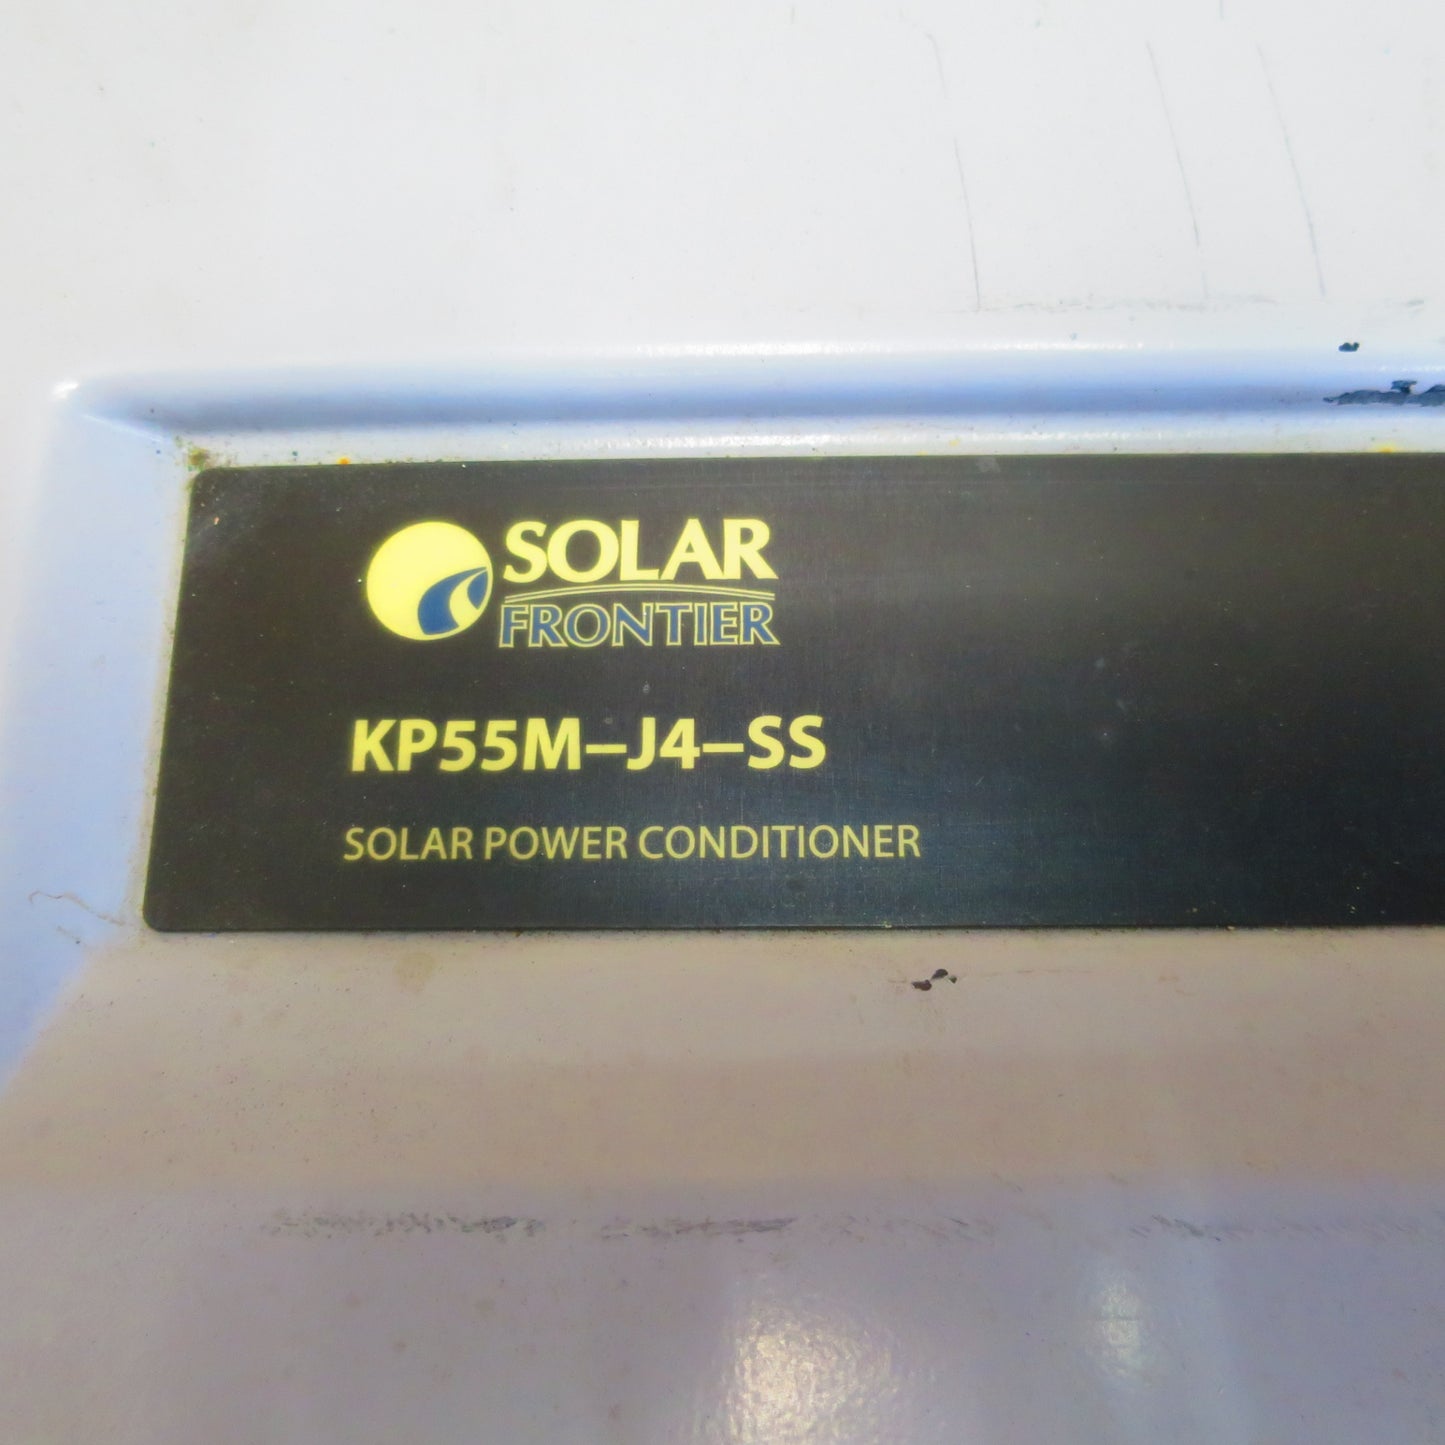 SOLAR
FRONTIER
KP55M–J4–SS
SOLAR POWER CONDITIONER